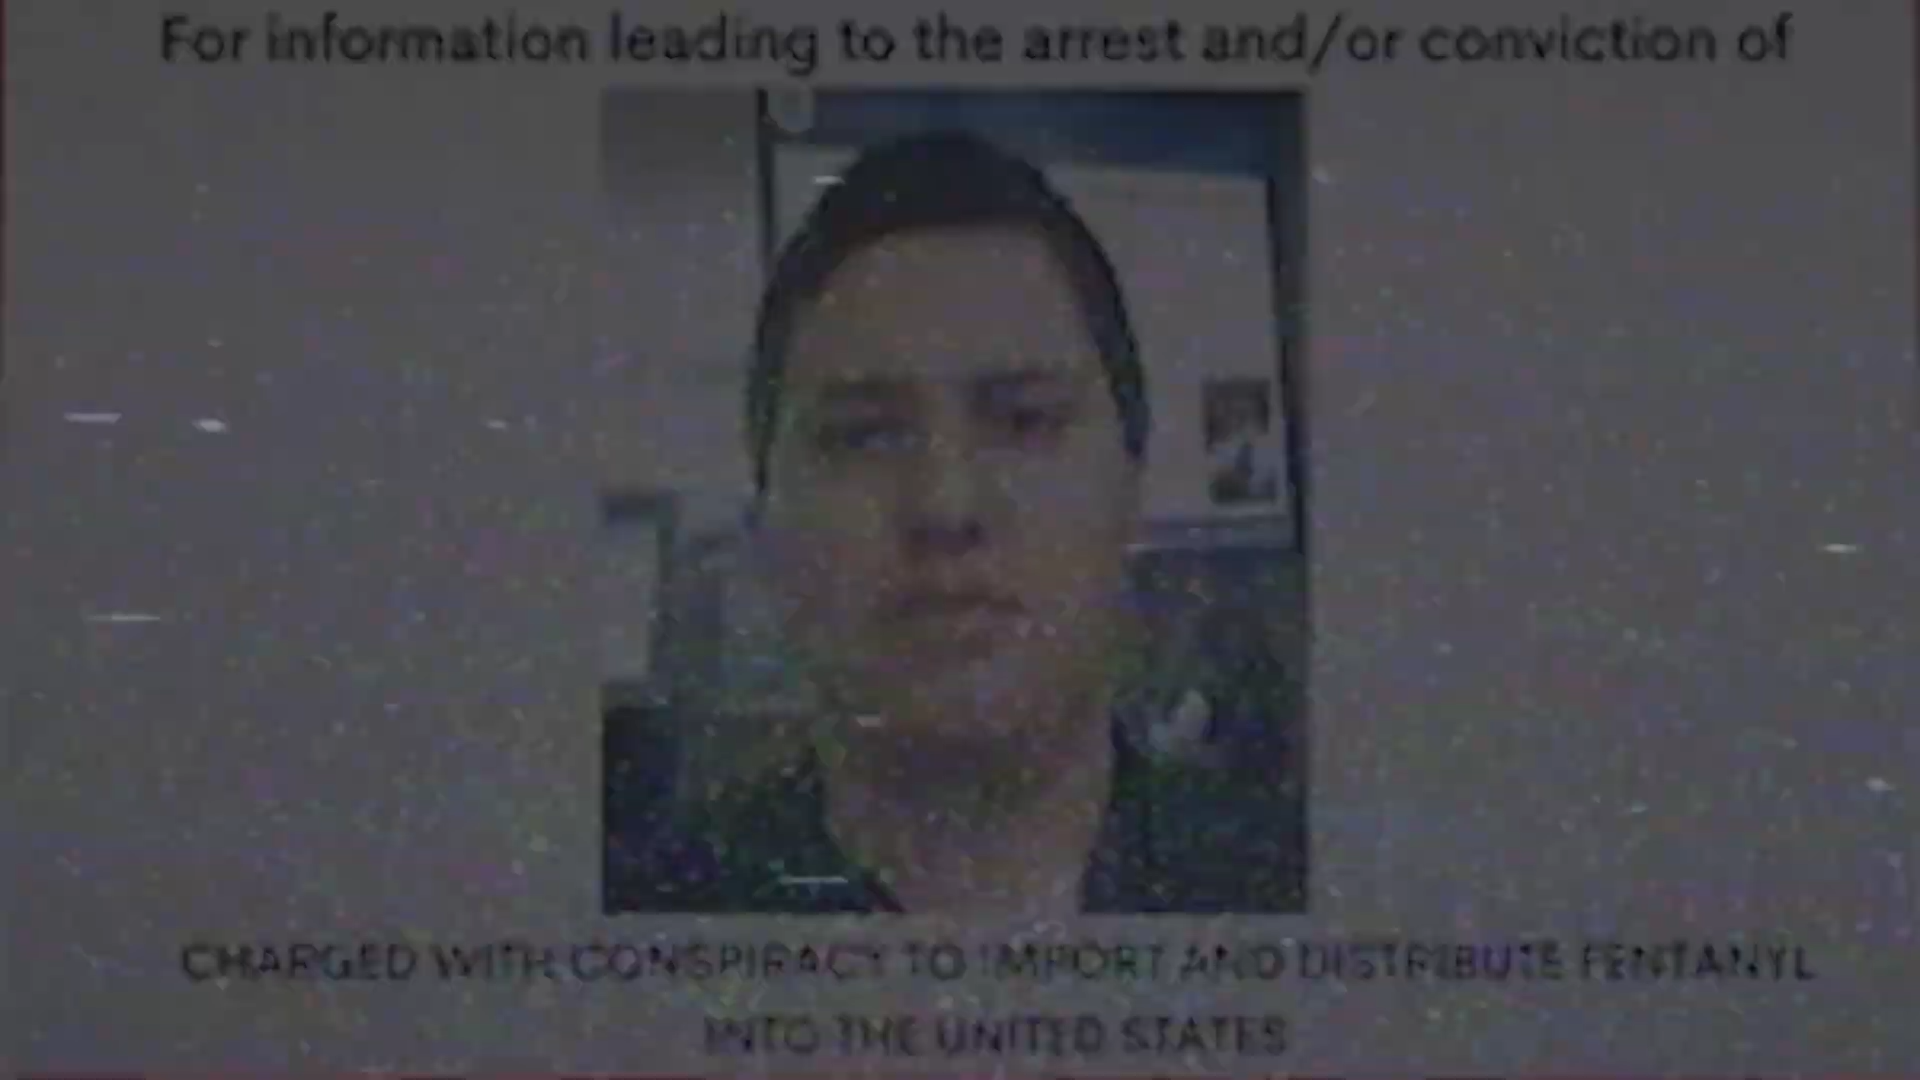 For information leading to the arrest and/or conviction of
CHARGED WITH CONSPIRACY TO IMPORT AND DISTRIBUTE FENTANYL
INTO THE UNITED STATES